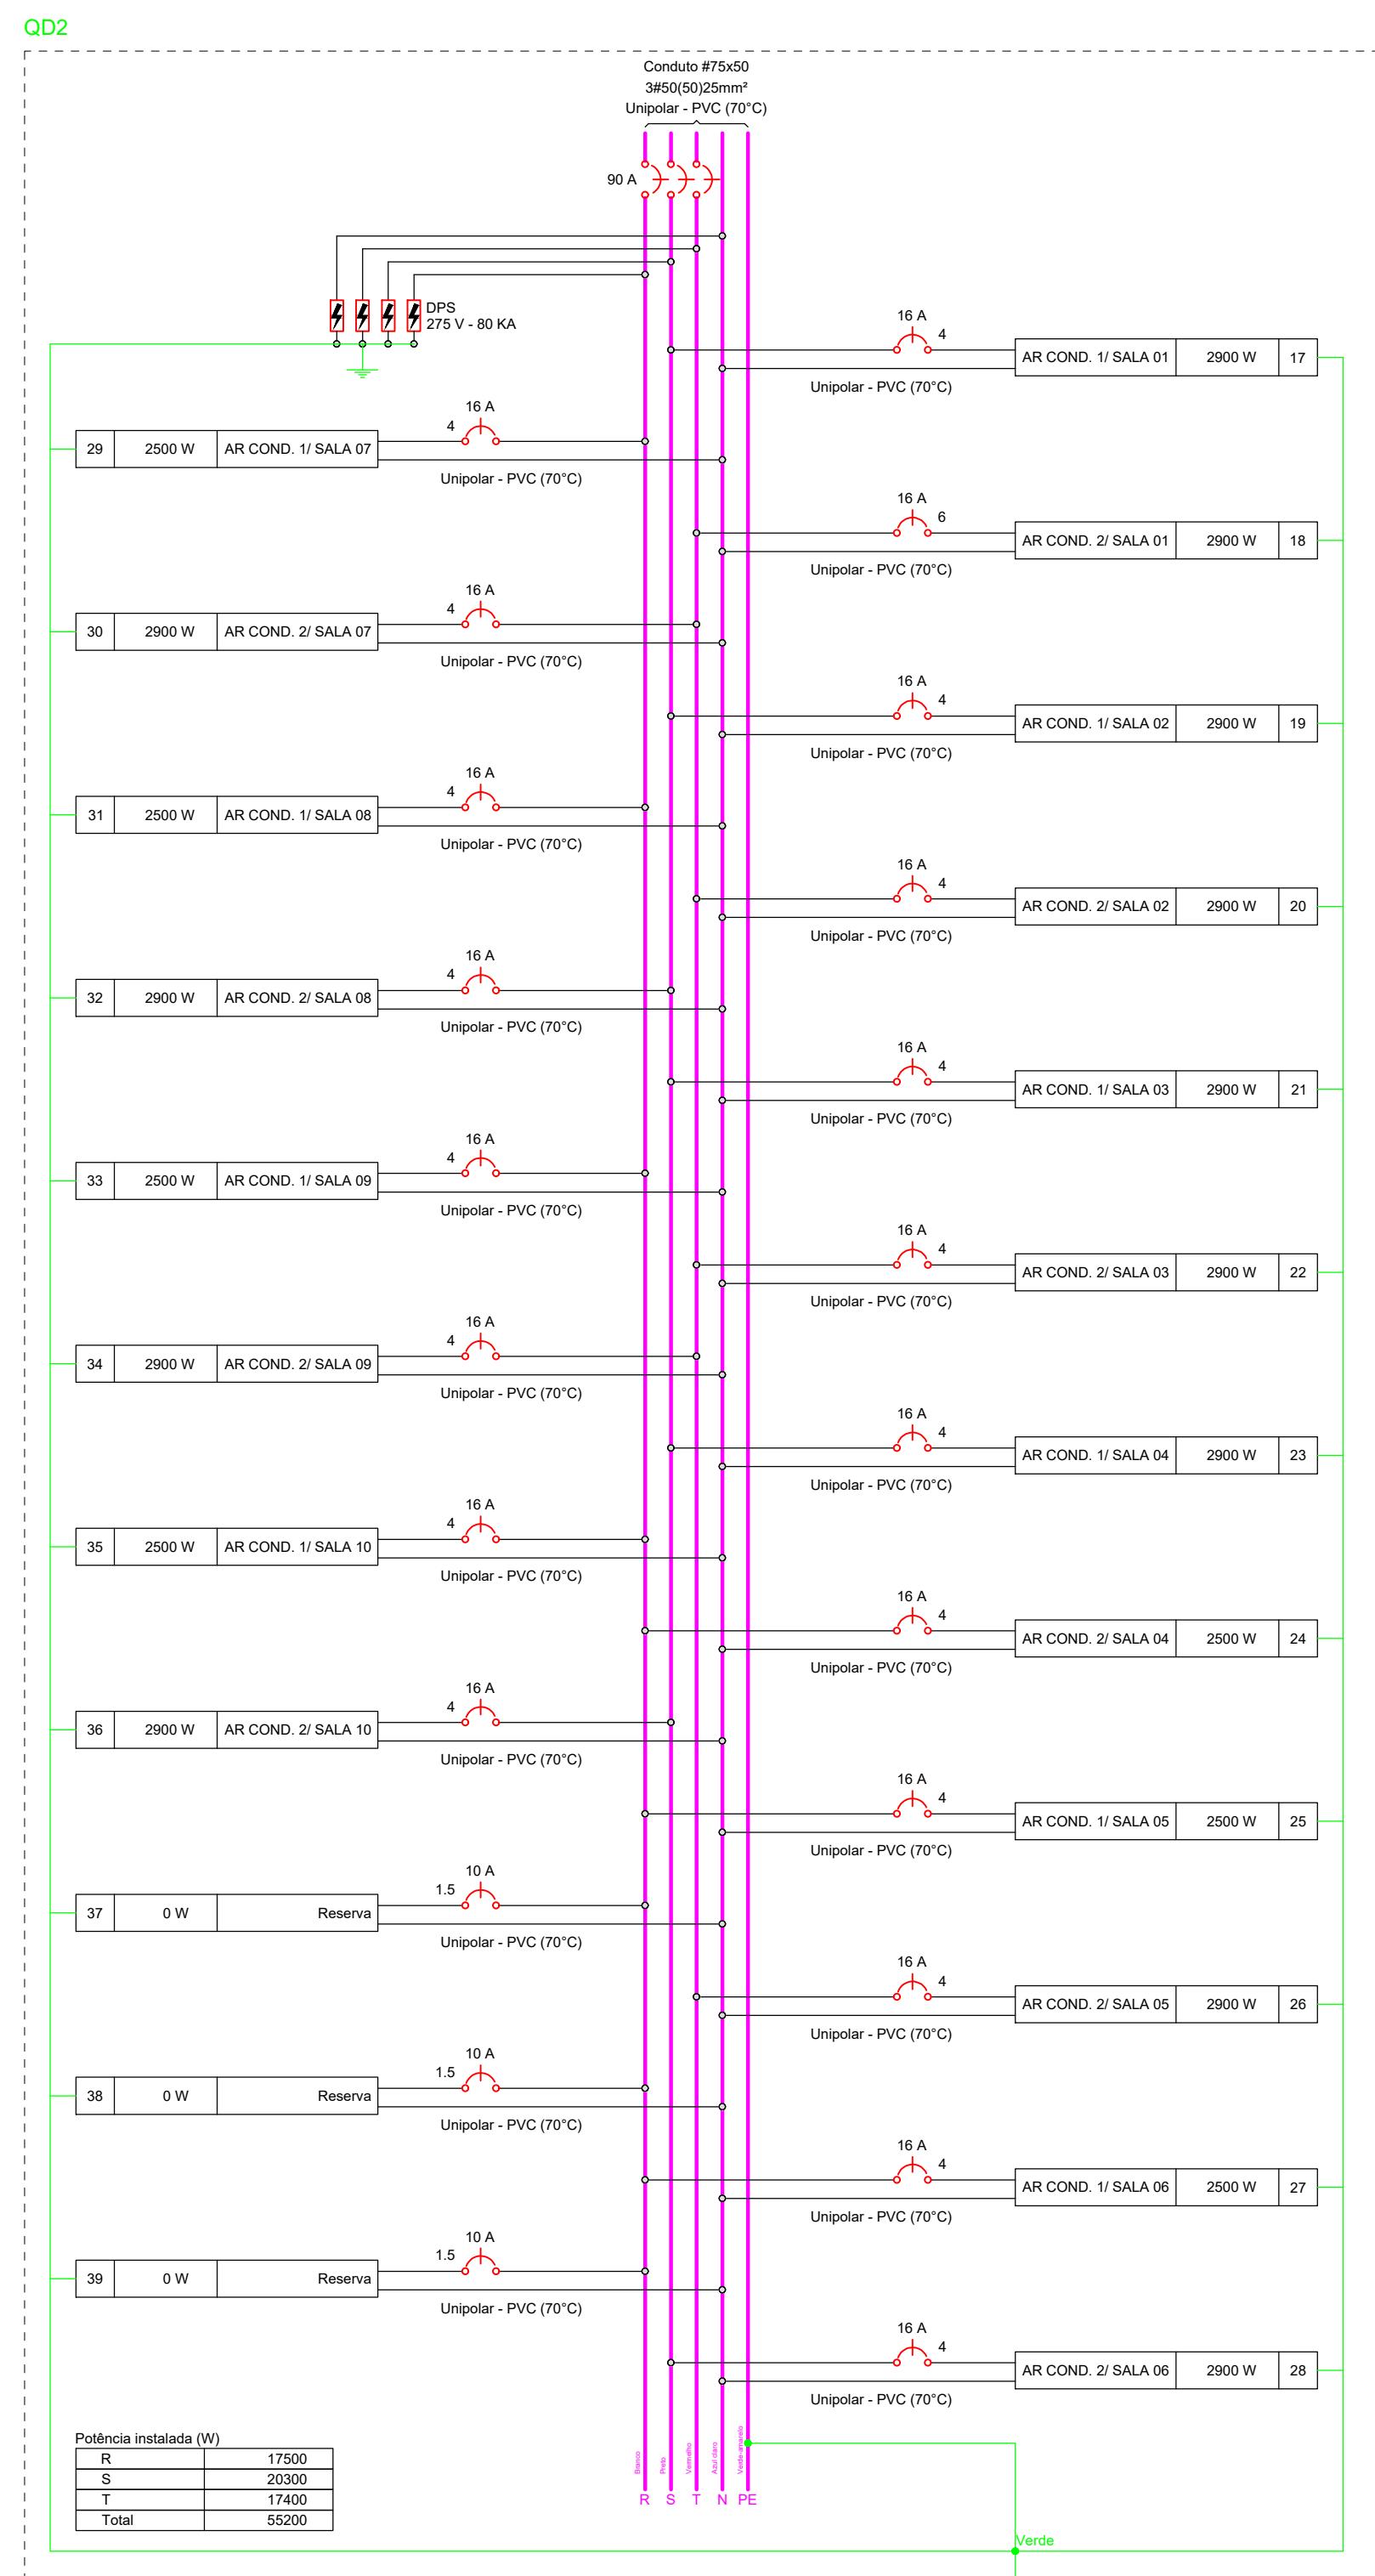 QD2
Conduto #75x50
3#50(50)25mm²
Unipolar - PVC (70°C)
90 A
DPS
275 V - 80 KA
16 A
4
AR COND. 1/ SALA 01 2900 W 17
Unipolar - PVC (70°C)
16 A
4
29 2500 W AR COND. 1/ SALA 07
Unipolar - PVC (70°C)
16 A
6
AR COND. 2/ SALA 01 2900 W 18
Unipolar - PVC (70°C)
16 A
4
30 2900 W AR COND. 2/ SALA 07
Unipolar - PVC (70°C)
16 A
4
AR COND. 1/ SALA 02 2900 W 19
Unipolar - PVC (70°C)
16 A
4
31 2500 W AR COND. 1/ SALA 08
Unipolar - PVC (70°C)
16 A
4
AR COND. 2/ SALA 02 2900 W 20
Unipolar - PVC (70°C)
16 A
4
32 2900 W AR COND. 2/ SALA 08
Unipolar - PVC (70°C)
16 A
4
AR COND. 1/ SALA 03 2900 W 21
Unipolar - PVC (70°C)
16 A
4
33 2500 W AR COND. 1/ SALA 09
Unipolar - PVC (70°C)
16 A
4
AR COND. 2/ SALA 03 2900 W 22
Unipolar - PVC (70°C)
16 A
4
34 2900 W AR COND. 2/ SALA 09
Unipolar - PVC (70°C)
16 A
4
AR COND. 1/ SALA 04 2900 W 23
Unipolar - PVC (70°C)
16 A
4
35 2500 W AR COND. 1/ SALA 10
Unipolar - PVC (70°C)
16 A
4
AR COND. 2/ SALA 04 2500 W 24
Unipolar - PVC (70°C)
16 A
4
36 2900 W AR COND. 2/ SALA 10
Unipolar - PVC (70°C)
16 A
4
AR COND. 1/ SALA 05 2500 W 25
Unipolar - PVC (70°C)
10 A
1.5
37 0 W Reserva
Unipolar - PVC (70°C)
16 A
4
AR COND. 2/ SALA 05 2900 W 26
Unipolar - PVC (70°C)
10 A
1.5
38 0 W Reserva
Unipolar - PVC (70°C)
16 A
4
AR COND. 1/ SALA 06 2500 W 27
Unipolar - PVC (70°C)
10 A
1.5
39 0 W Reserva
Unipolar - PVC (70°C)
16 A
4
AR COND. 2/ SALA 06 2900 W 28
Unipolar - PVC (70°C)
Potência instalada (W)
R 17500
S 20300
T 17400
Total 55200
Branco
Preto
Vermelho
Azul claro
Verde-amarelo
R S T N PE
Verde